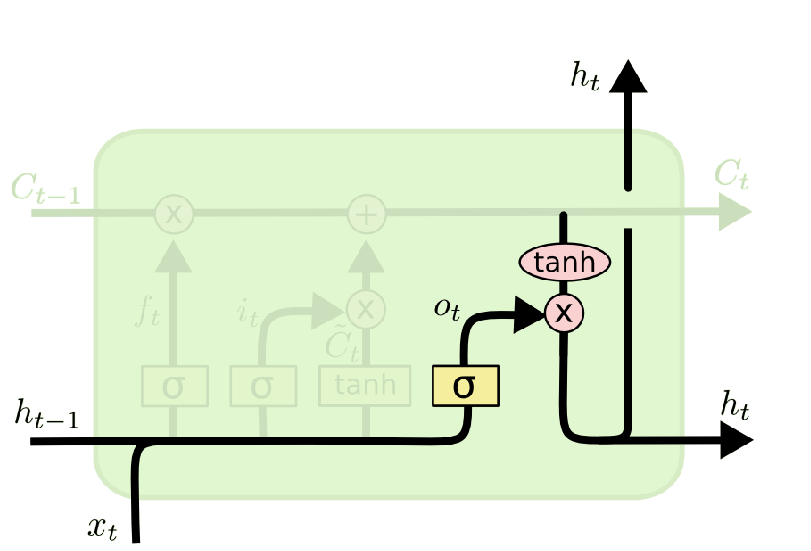 h_t
C_{t-1}
C_t
x
+
tanh
f_t
i_t
x
o_t
x
C̃_t
σ
σ
tanh
σ
h_{t-1}
h_t
x_t